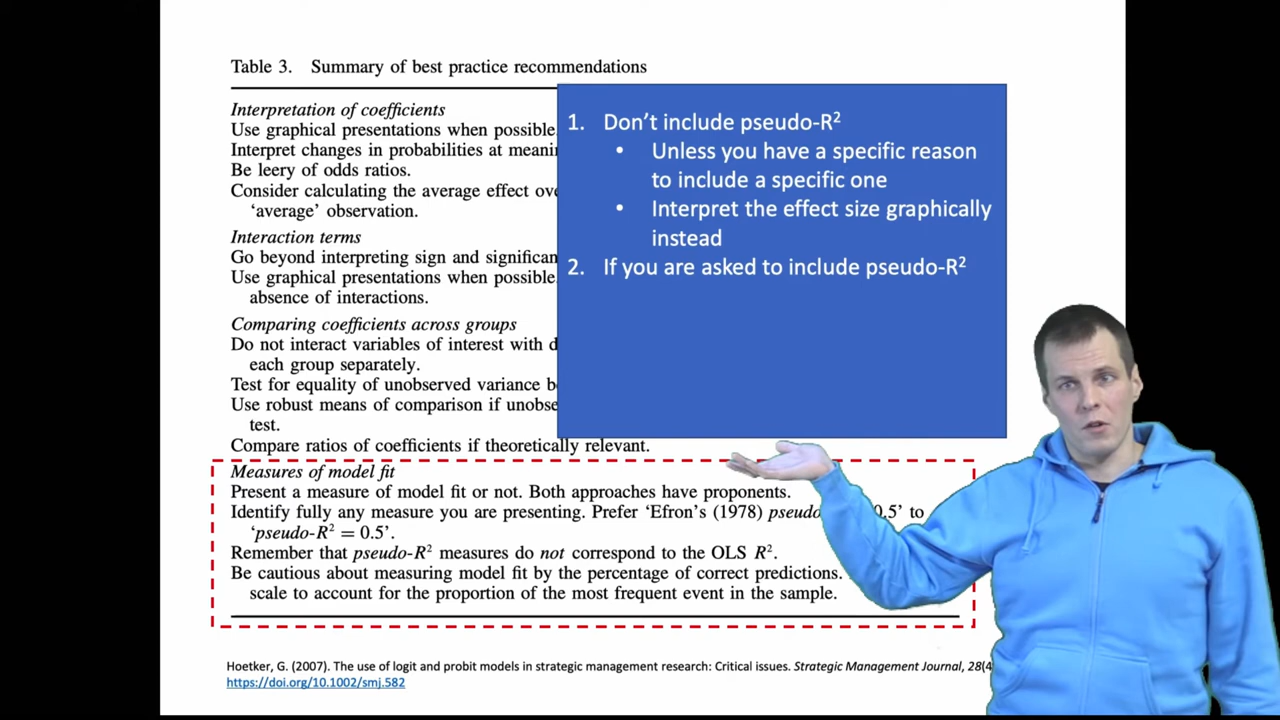 Table 3. Summary of best practice recommendations
Interpretation of coefficients
Use graphical presentations when possible.
Interpret changes in probabilities at
Be leery of odds ratios.
Consider calculating the average effect
'average' observation.
Interaction terms
Go beyond interpreting sign and
Use graphical presentations when possible.
absence of interactions.
Comparing coefficients across groups
Do not interact variables of interest with
each group separately.
Test for equality of unobserved variance
Use robust means of comparison if
test.
Compare ratios of coefficients if theoretically relevant.
1. Don't include pseudo-R²
• Unless you have a specific reason
to include a specific one
• Interpret the effect size graphically
instead
2. If you are asked to include pseudo-R²
Measures of model fit
Present a measure of model fit or not. Both approaches have proponents.
Identify fully any measure you are presenting. Prefer 'Efron's (1978) 0.5' to
'pseudo-R² = 0.5'.
Remember that pseudo-R² measures do not correspond to the OLS R².
Be cautious about measuring model fit by the percentage of correct predictions.
scale to account for the proportion of the most frequent event in the sample.
Hoetker, G. (2007). The use of logit and probit models in strategic management research: Critical issues. Strategic Management Journal, 28(4
https://doi.org/10.1002/smj.582